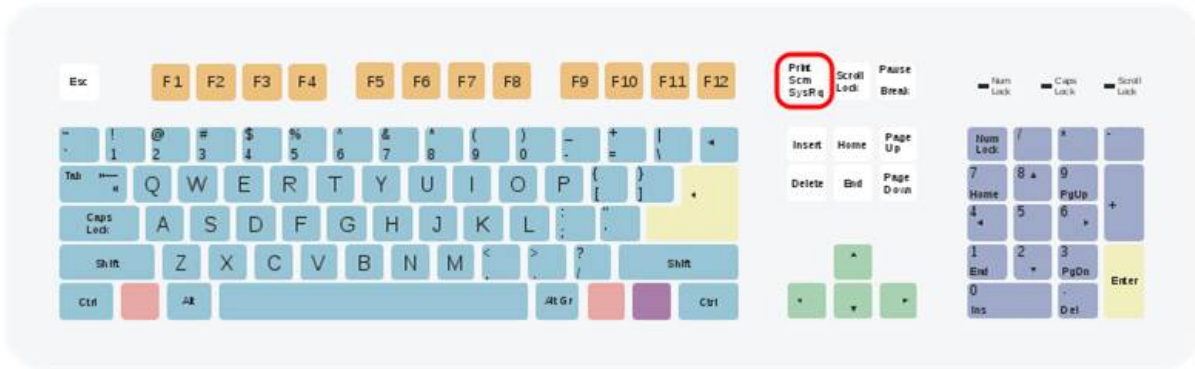 Esc F1 F2 F3 F4 F5 F6 F7 F8 F9 F10 F11 F12
Print
Scrn
SysRq
Scroll
Lock
Pause
Break
Num
Lock
Caps
Lock
Scroll
Lock
~ ! @ # $ % ^ & * ( ) _ + |
` 1 2 3 4 5 6 7 8 9 0 - = \
Insert Home Page
Up
Num
Lock
/ * -
Tab Q W E R T Y U I O P { }
[ ]
Delete End Page
Down
7 8 9 +
Home PgUp
Caps
Lock
A S D F G H J K L : "
; '
4 5 6
Shift Z X C V B N M < > ? Shift
, . /
1 2 3 Enter
End PgDn
Ctrl Alt Alt Gr Ctrl
0 .
Ins Del